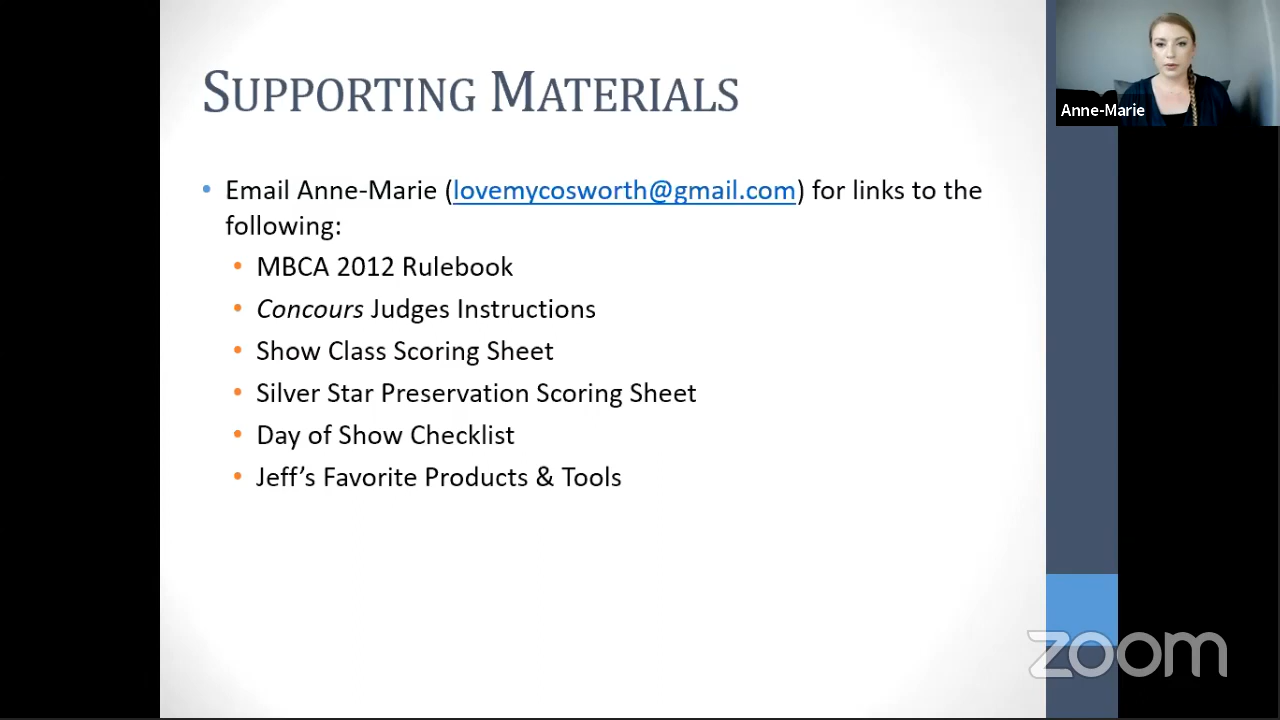 SUPPORTING MATERIALS
Anne-Marie
• Email Anne-Marie (lovemycosworth@gmail.com) for links to the
following:
• MBCA 2012 Rulebook
• Concours Judges Instructions
• Show Class Scoring Sheet
• Silver Star Preservation Scoring Sheet
• Day of Show Checklist
• Jeff’s Favorite Products & Tools
zoom